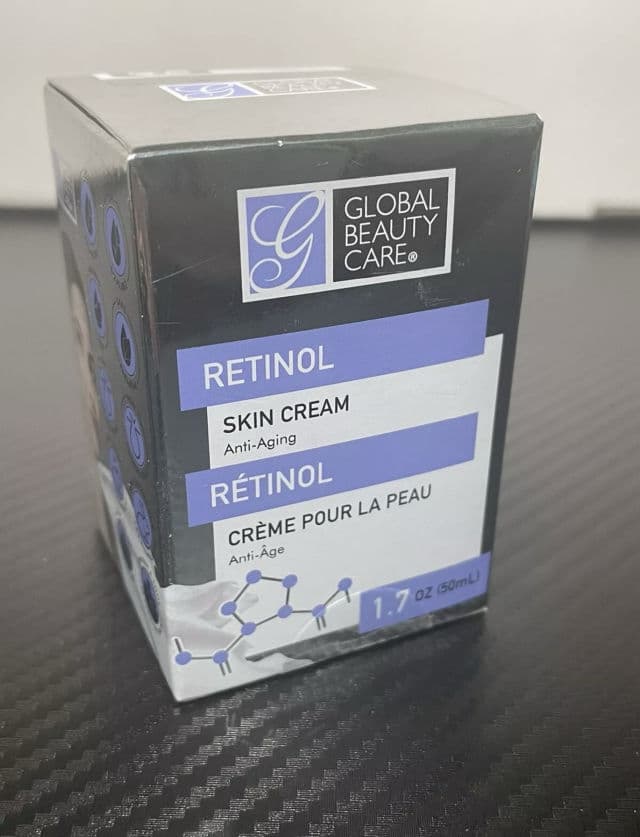 G
GLOBAL
BEAUTY
CARE®
RETINOL
SKIN CREAM
Anti-Aging
RÉTINOL
CRÈME POUR LA PEAU
Anti-Âge
1.7 OZ (50mL)